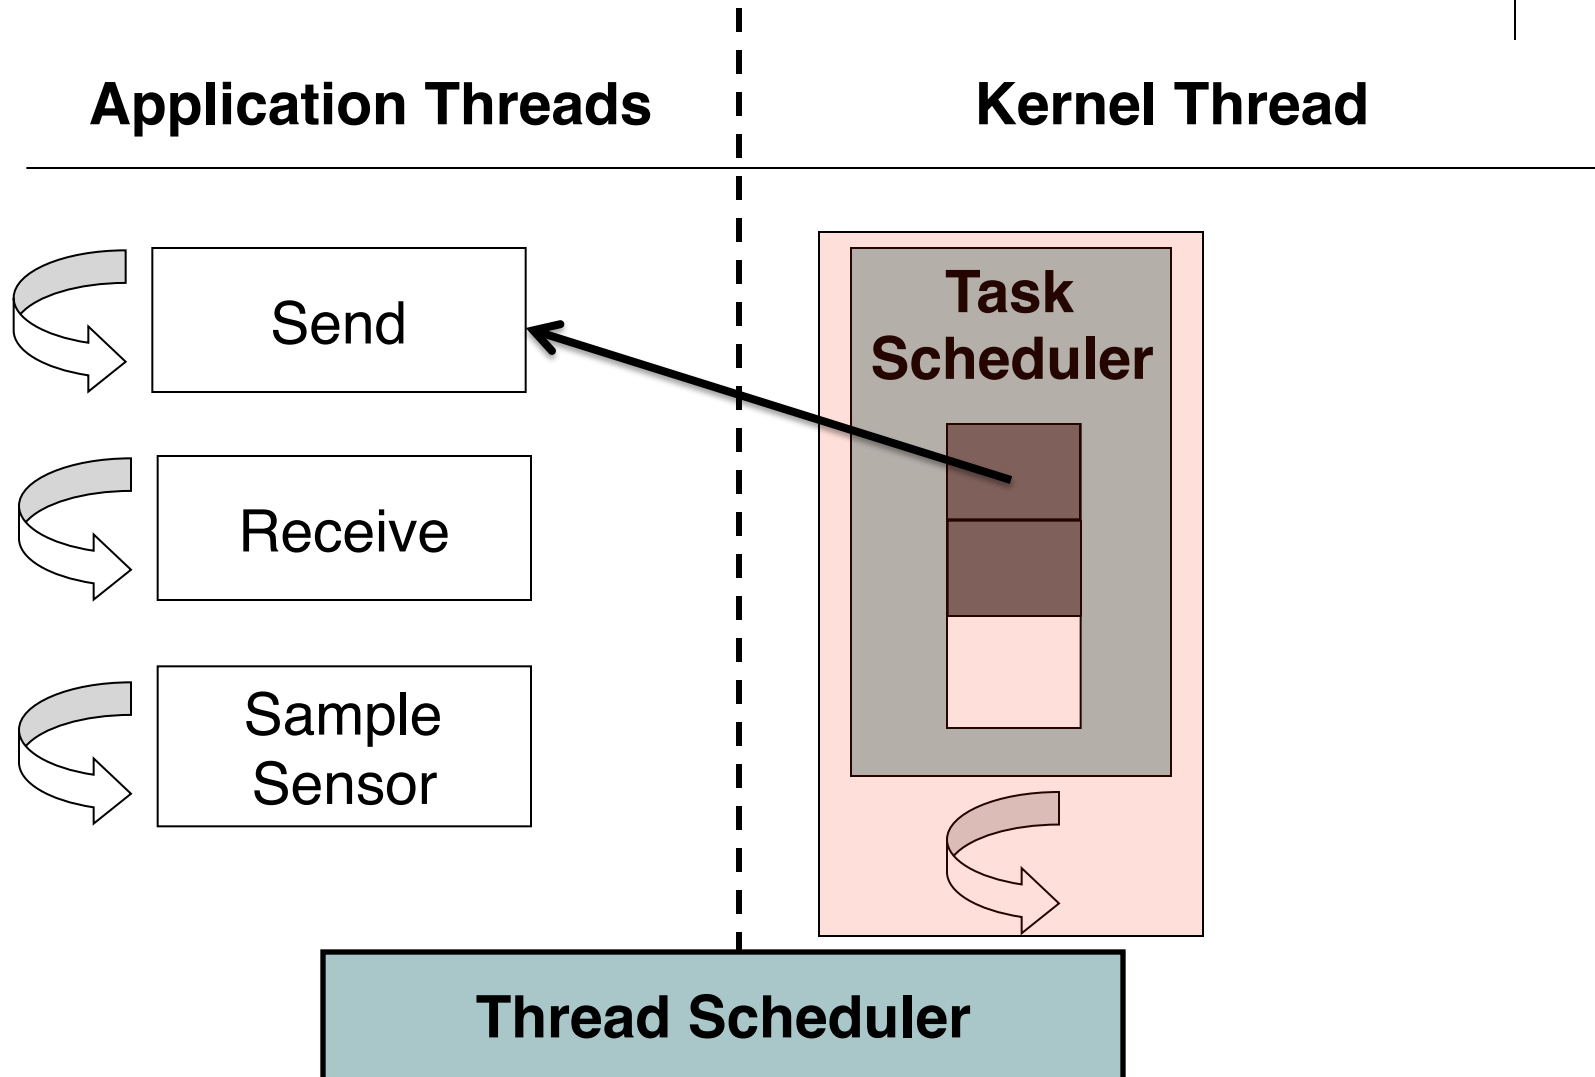 Application Threads
Kernel Thread
Send
Receive
Sample
Sensor
Task
Scheduler
Thread Scheduler